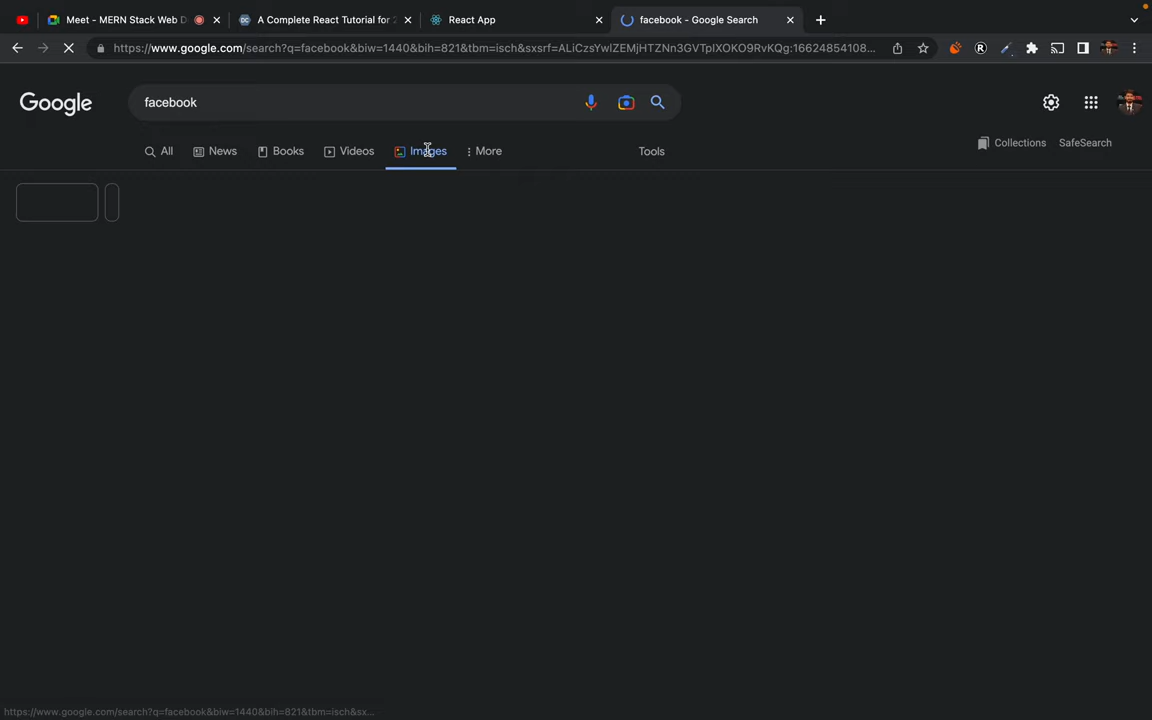 Meet - MERN Stack Web D
A Complete React Tutorial for 2
React App
facebook - Google Search
https://www.google.com/search?q=facebook&biw=1440&bih=821&tbm=isch&sxsrf=ALiCzsYwlZEMjHTZNn3GVTpIXOKO9RvKQg:16624854108...
Google
facebook
All
News
Books
Videos
Images
More
Tools
Collections
SafeSearch
https://www.google.com/search?q=facebook&biw=1440&bih=821&tbm=isch&sx...